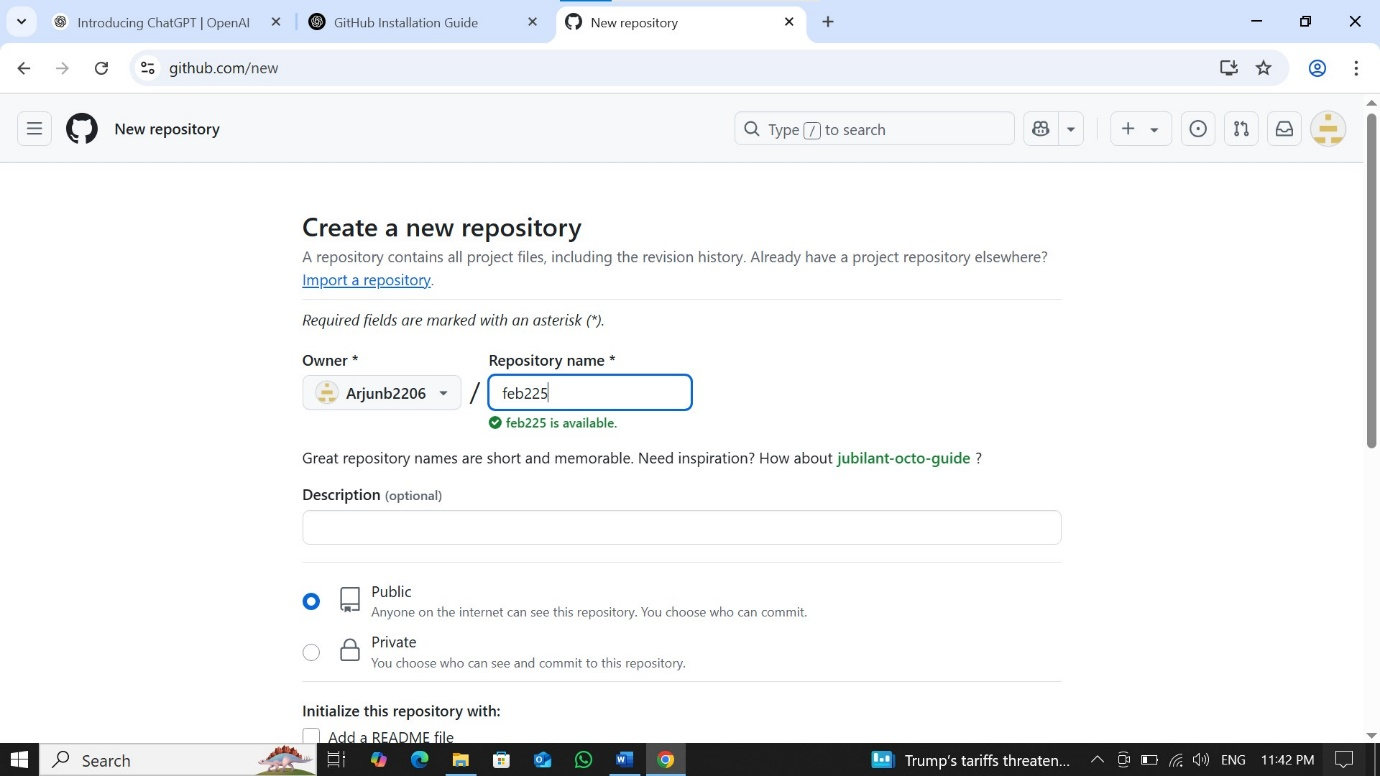 Introducing ChatGPT | OpenAI
GitHub Installation Guide
New repository
github.com/new
New repository
Type / to search
Create a new repository
A repository contains all project files, including the revision history. Already have a project repository elsewhere?
Import a repository.
Required fields are marked with an asterisk (*).
Owner *
Repository name *
Arjunb2206
/
feb225
feb225 is available.
Great repository names are short and memorable. Need inspiration? How about jubilant-octo-guide ?
Description (optional)
Public
Anyone on the internet can see this repository. You choose who can commit.
Private
You choose who can see and commit to this repository.
Initialize this repository with:
Add a README file
Search
Trump's tariffs threaten...
ENG
11:42 PM